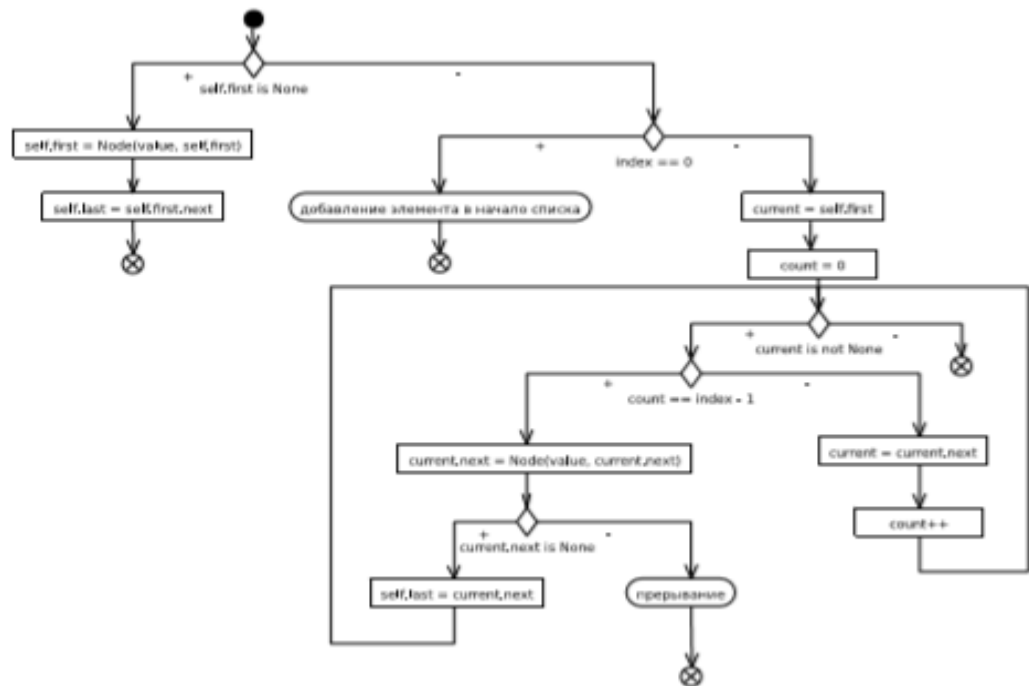 +
-
self.first is None
self.first = Node(value, self.first)
+
-
index == 0
self.last = self.first.next
добавление элемента в начало списка
current = self.first
count = 0
+
-
current is not None
+
-
count == index - 1
current.next = Node(value, current.next)
current = current.next
count++
+
-
current.next is None
self.last = current.next
прерывание